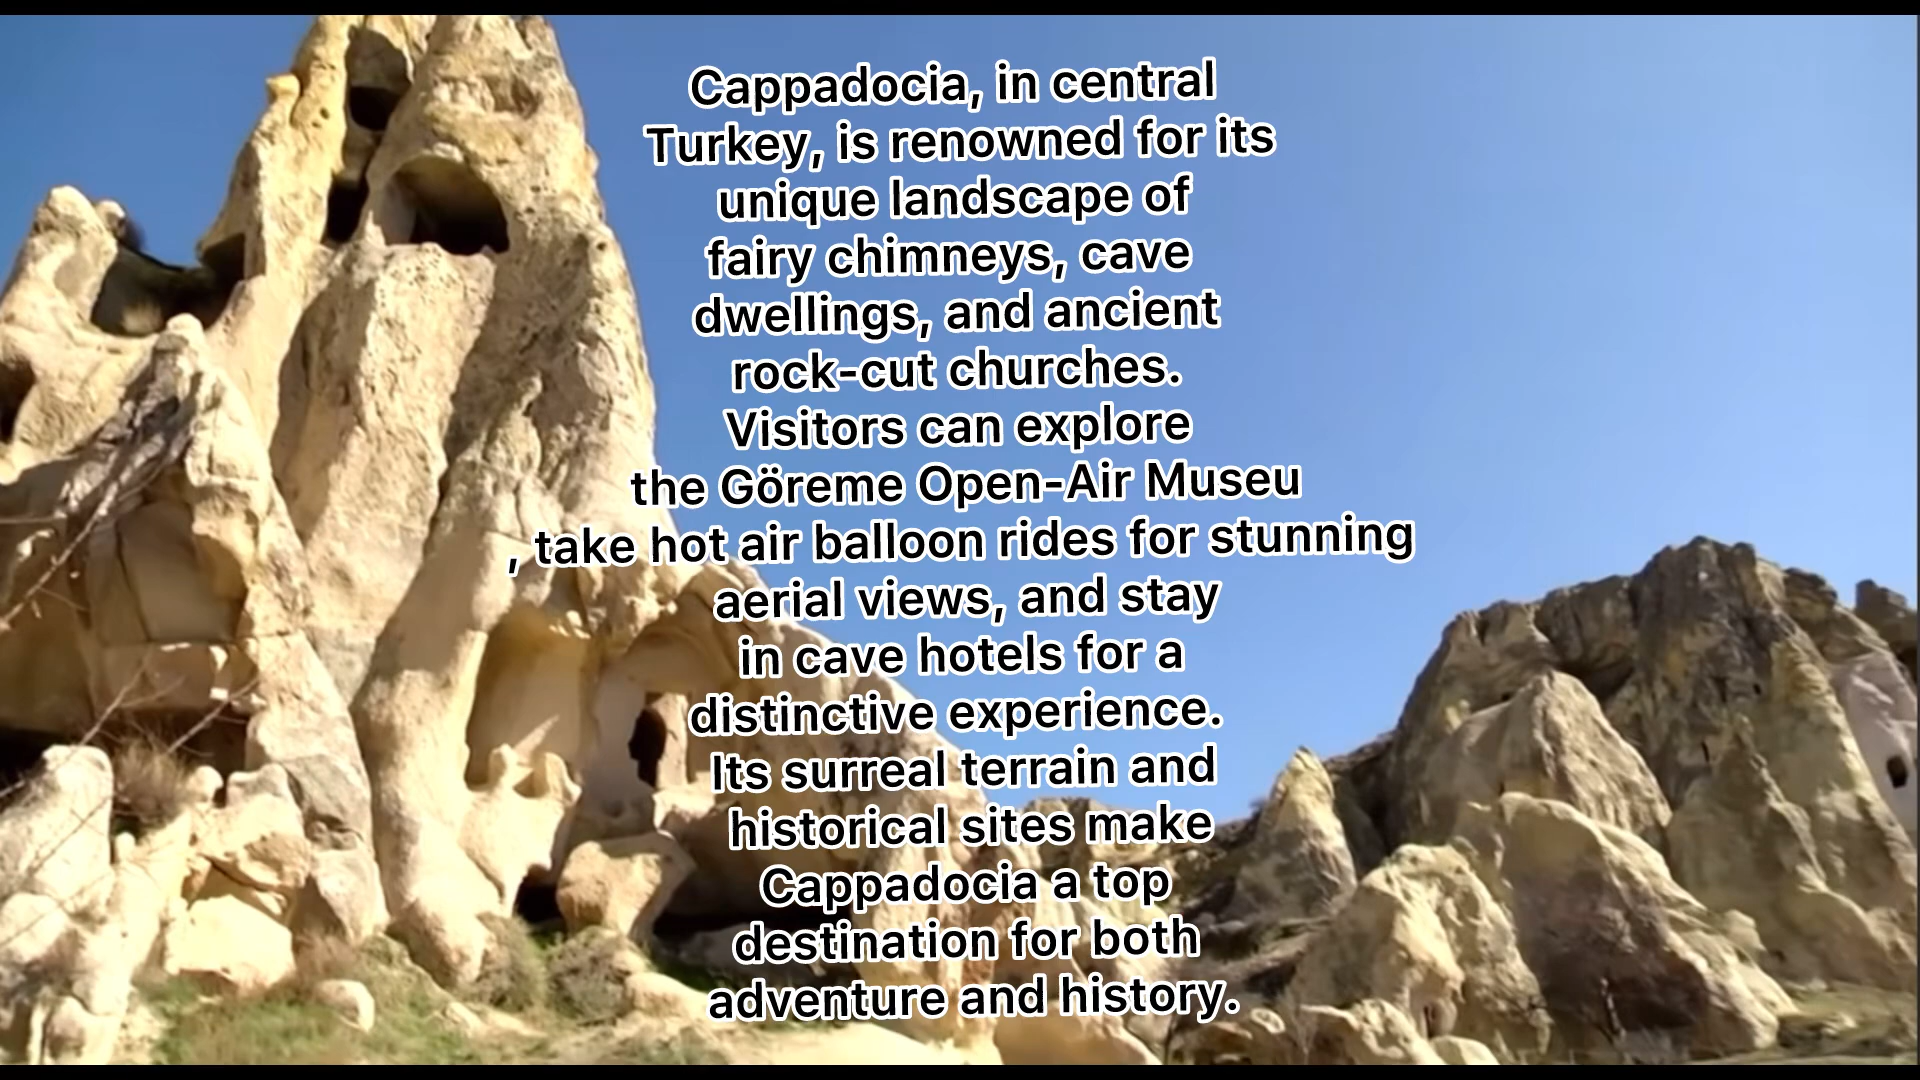 Cappadocia, in central
Turkey, is renowned for its
unique landscape of
fairy chimneys, cave
dwellings, and ancient
rock-cut churches.
Visitors can explore
the Göreme Open-Air Museu
, take hot air balloon rides for stunning
aerial views, and stay
in cave hotels for a
distinctive experience.
Its surreal terrain and
historical sites make
Cappadocia a top
destination for both
adventure and history.